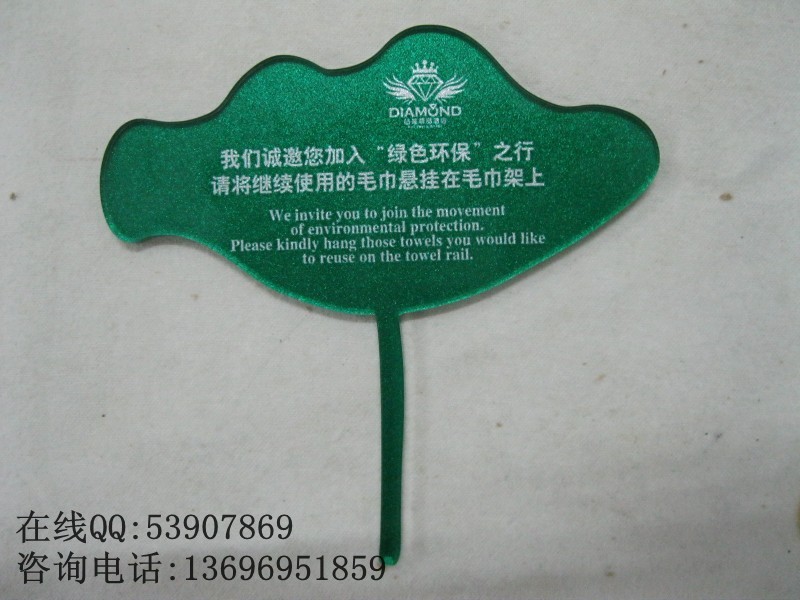 DIAMOND
我们诚邀您加入“绿色环保”之行
请将继续使用的毛巾悬挂在毛巾架上
We invite you to join the movement
of environmental protection.
Please kindly hang those towels you would like
to reuse on the towel rail.
在线QQ:53907869
咨询电话:13696951859